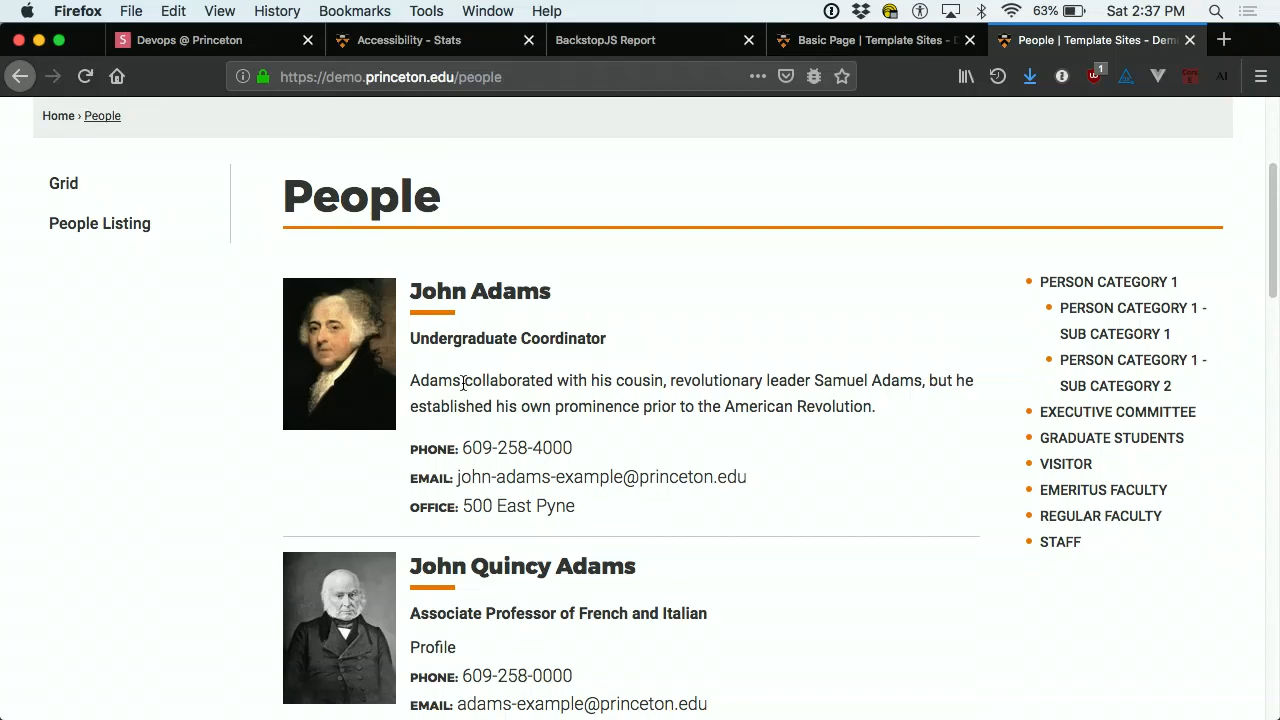 Firefox File Edit View History Bookmarks Tools Window Help 63% Sat 2:37 PM
S Devops @ Princeton Accessibility - Stats BackstopJS Report Basic Page | Template Sites - People | Template Sites - Demo
https://demo.princeton.edu/people 1 AI
Home › People
Grid
People Listing
People
John Adams
Undergraduate Coordinator
Adams collaborated with his cousin, revolutionary leader Samuel Adams, but he
established his own prominence prior to the American Revolution.
PHONE: 609-258-4000
EMAIL: john-adams-example@princeton.edu
OFFICE: 500 East Pyne
John Quincy Adams
Associate Professor of French and Italian
Profile
PHONE: 609-258-0000
EMAIL: adams-example@princeton.edu
PERSON CATEGORY 1
PERSON CATEGORY 1 -
SUB CATEGORY 1
PERSON CATEGORY 1 -
SUB CATEGORY 2
EXECUTIVE COMMITTEE
GRADUATE STUDENTS
VISITOR
EMERITUS FACULTY
REGULAR FACULTY
STAFF